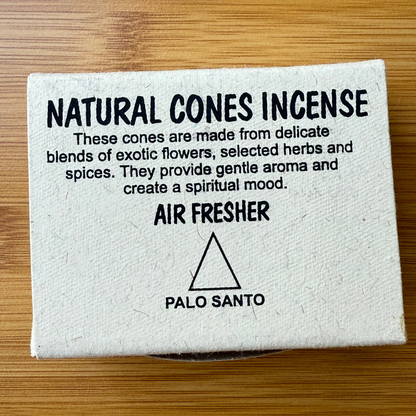 NATURAL CONES INCENSE
These cones are made from delicate
blends of exotic flowers, selected herbs and
spices. They provide gentle aroma and
create a spiritual mood.
AIR FRESHER
PALO SANTO